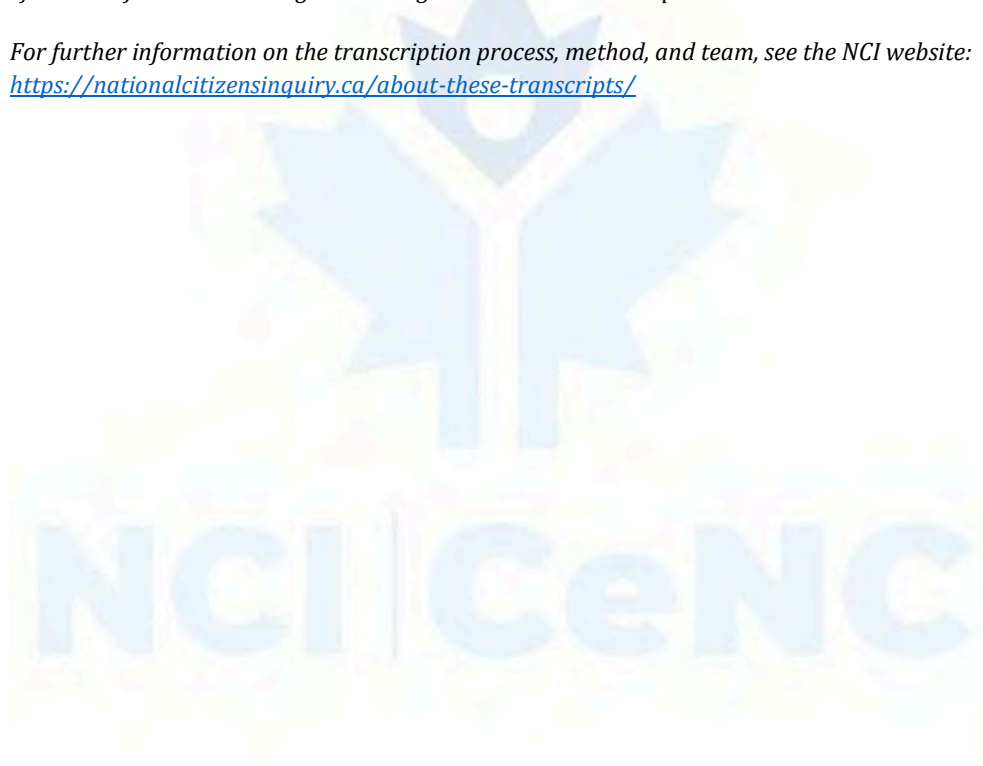 For further information on the transcription process, method, and team, see the NCI website:
https://nationalcitizensinquiry.ca/about-these-transcripts/
NCI | CeNC